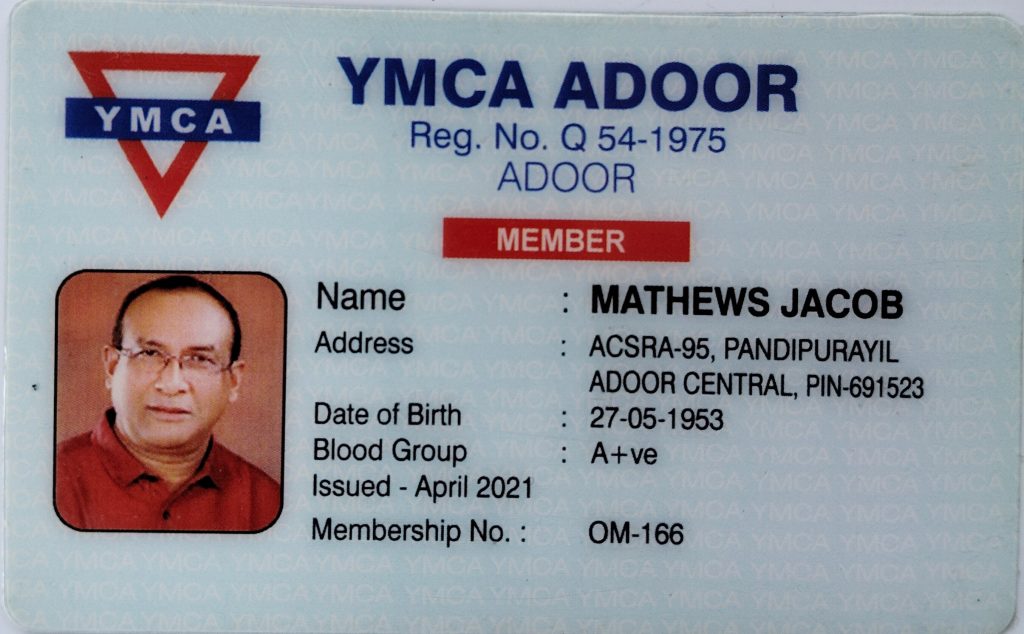 YMCA
YMCA ADOOR
Reg. No. Q 54-1975
ADOOR
MEMBER
Name : MATHEWS JACOB
Address : ACSRA-95, PANDIPURAYIL
ADOOR CENTRAL, PIN-691523
Date of Birth : 27-05-1953
Blood Group : A+ve
Issued - April 2021
Membership No. : OM-166